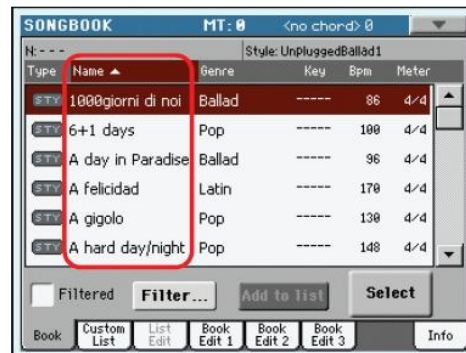 SONGBOOK MT: 0 <no chord> 0
N:--- Style: UnpluggedBallad1
Type Name Genre Key Bpm Meter
STY 1000giorni di noi Ballad ----- 86 4/4
STY 6+1 days Pop ----- 100 4/4
STY A day in Paradise Ballad ----- 96 4/4
STY A felicidad Latin ----- 170 4/4
STY A gigolo Pop ----- 130 4/4
STY A hard day/night Pop ----- 148 4/4
Filtered Filter... Add to list Select
Book Custom List List Edit Book Edit 1 Book Edit 2 Book Edit 3 Info